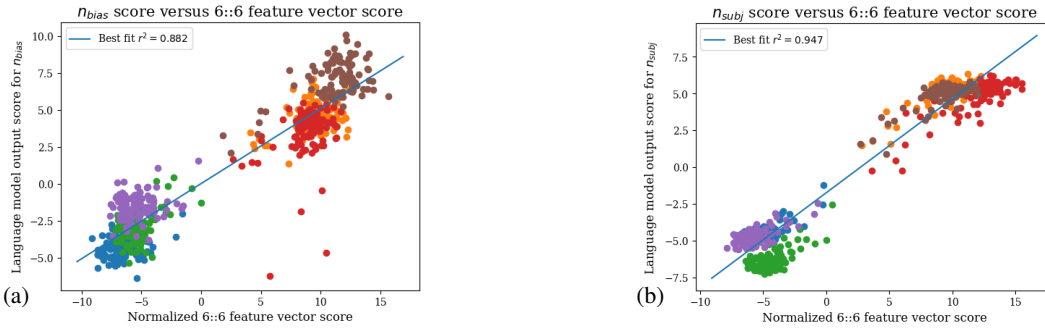 n_bias score versus 6::6 feature vector score
Best fit r² = 0.882
Language model output score for n_bias
10.0
7.5
5.0
2.5
0.0
−2.5
−5.0
−10
−5
0
5
10
15
Normalized 6::6 feature vector score
(a)
n_subj score versus 6::6 feature vector score
Best fit r² = 0.947
Language model output score for n_subj
7.5
5.0
2.5
0.0
−2.5
−5.0
−7.5
−10
−5
0
5
10
15
Normalized 6::6 feature vector score
(b)